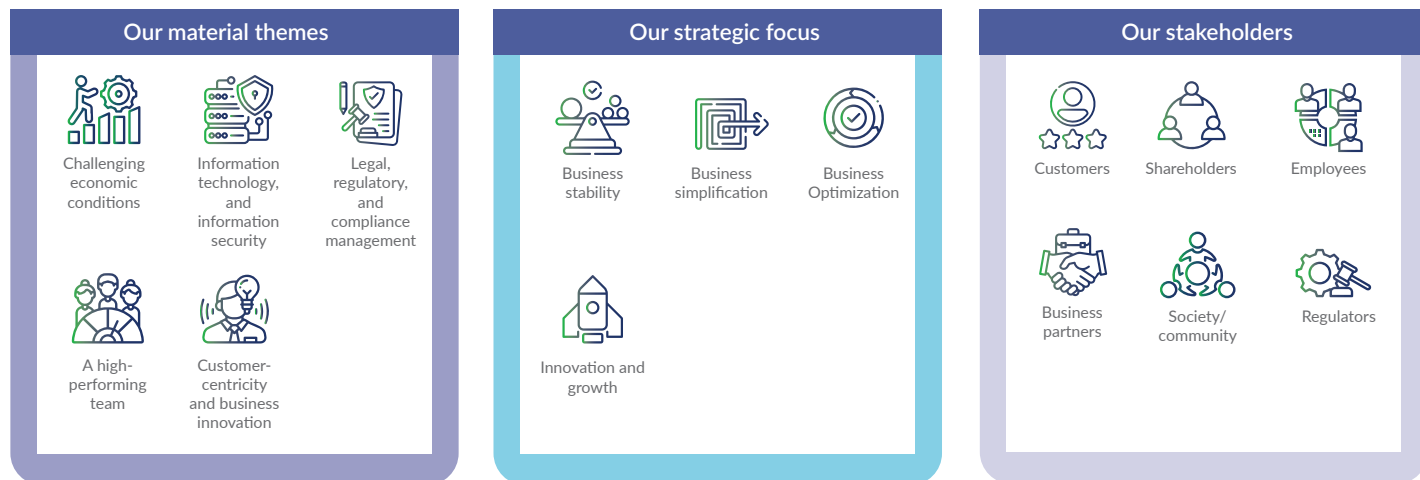 Our material themes
Challenging
economic
conditions
Information
technology,
and
information
security
Legal,
regulatory,
and
compliance
management
A high-
performing
team
Customer-
centricity
and business
innovation
Our strategic focus
Business
stability
Business
simplification
Business
Optimization
Innovation and
growth
Our stakeholders
Customers
Shareholders
Employees
Business
partners
Society/
community
Regulators